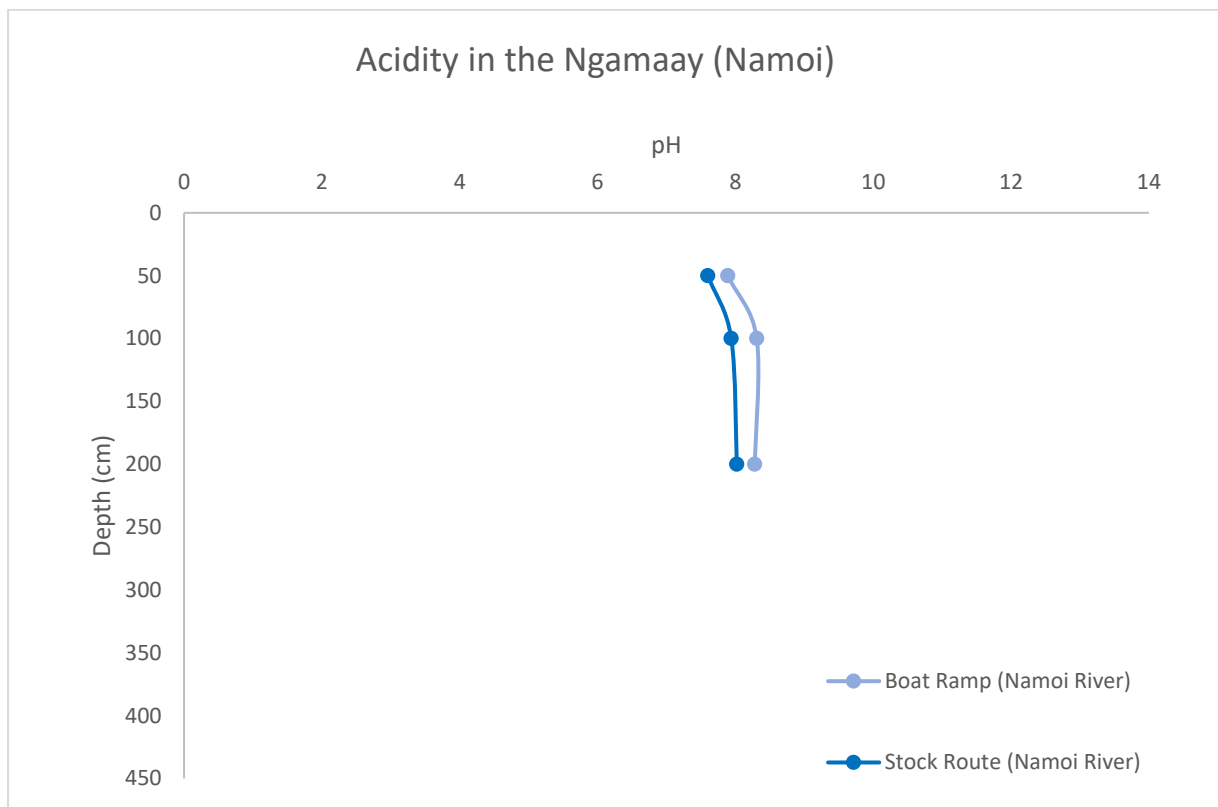 Acidity in the Ngamaay (Namoi)
pH
0 2 4 6 8 10 12 14
0
50
100
150
200
250
300
350
400
450
Depth (cm)
Boat Ramp (Namoi River)
Stock Route (Namoi River)